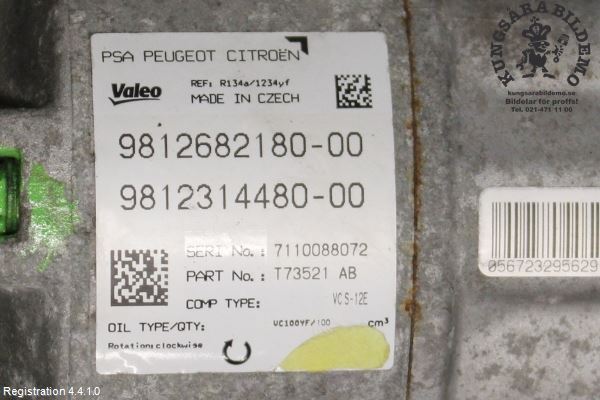 PSA PEUGEOT CITROËN
Valeo
REF: R134a/1234yf
MADE IN CZECH
9812682180-00
9812314480-00
SERI No.: 7110088072
PART No.: T73521 AB
COMP TYPE: VC S-12E
OIL TYPE/QTY: VC100YF/100 cm³
Rotation:clockwise
KUNGSÅRA BILDEMO
kungsarabildemo.se
Bildelar för proffs!
Tel. 021-471 11 00
056723295629
Registration 4.4.1.0